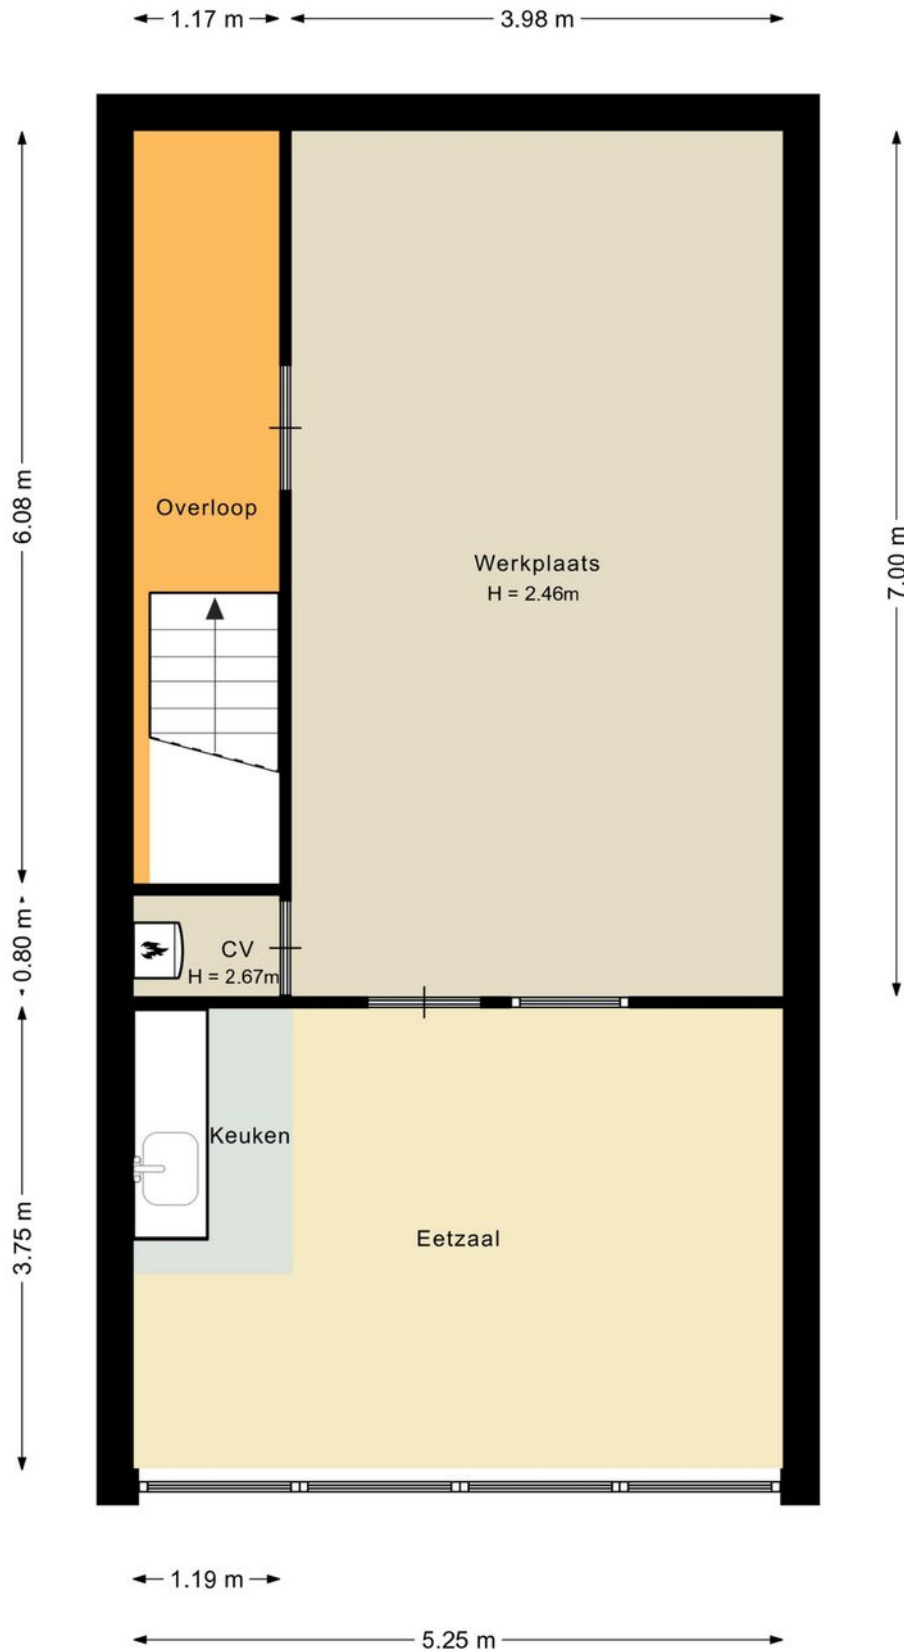 1.17 m
3.98 m
6.08 m
7.00 m
Overloop
Werkplaats
H = 2.46m
0.80 m
CV
H = 2.67m
3.75 m
Keuken
Eetzaal
1.19 m
5.25 m